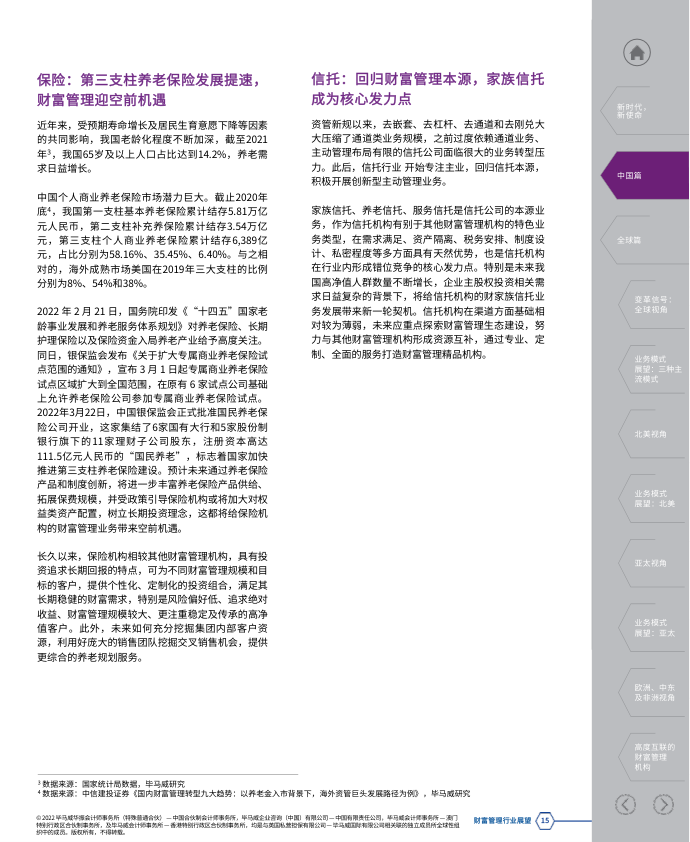 保险：第三支柱养老保险发展提速，
财富管理迎空前机遇
近年来，受预期寿命增长及居民生育意愿下降等因素
的共同影响，我国老龄化程度不断加深，截至2021
年³，我国65岁及以上人口占比达到14.2%，养老需
求日益增长。
中国个人商业养老保险市场潜力巨大。截止2020年
底⁴，我国第一支柱基本养老保险累计结存5.81万亿
元人民币，第二支柱补充养老保险累计结存3.54万亿
元，第三支柱个人商业养老保险累计结存6,389亿
元，占比分别为58.16%、35.45%、6.40%。与之相
对的，海外成熟市场美国在2019年三大支柱的比例
分别为8%、54%和38%。
2022 年 2 月 21 日，国务院印发《“十四五”国家老
龄事业发展和养老服务体系规划》对养老保险、长期
护理保险以及保险资金入局养老产业给予高度关注。
同日，银保监会发布《关于扩大专属商业养老保险试
点范围的通知》，宣布 3 月 1 日起专属商业养老保险
试点区域扩大到全国范围，在原有 6 家试点公司基础
上允许养老保险公司参加专属商业养老保险试点。
2022年3月22日，中国银保监会正式批准国民养老保
险公司开业，这家集结了6家国有大行和5家股份制
银行旗下的11家理财子公司股东，注册资本高达
111.5亿元人民币的“国民养老”，标志着国家加快
推进第三支柱养老保险建设。预计未来通过养老保险
产品和制度创新，将进一步丰富养老保险产品供给、
拓展保费规模，并受政策引导保险机构或将加大对权
益类资产配置，树立长期投资理念，这都将给保险机
构的财富管理业务带来空前机遇。
长久以来，保险机构相较其他财富管理机构，具有投
资追求长期回报的特点，可为不同财富管理规模和目
标的客户，提供个性化、定制化的投资组合，满足其
长期稳健的财富需求，特别是风险偏好低、追求绝对
收益、财富管理规模较大、更注重稳定及传承的高净
值客户。此外，未来如何充分挖掘集团内部客户资
源，利用好庞大的销售团队挖掘交叉销售机会，提供
更综合的养老规划服务。
信托：回归财富管理本源，家族信托
成为核心发力点
资管新规以来，去嵌套、去杠杆、去通道和去刚兑大
大压缩了通道类业务规模，之前过度依赖通道业务、
主动管理布局有限的信托公司面临很大的业务转型压
力。此后，信托行业 开始专注主业，回归信托本源，
积极开展创新型主动管理业务。
家族信托、养老信托、服务信托是信托公司的本源业
务，作为信托机构有别于其他财富管理机构的特色业
务类型，在需求满足、资产隔离、税务安排、制度设
计、私密程度等多方面具有天然优势，也是信托机构
在行业内形成错位竞争的核心发力点。特别是未来我
国高净值人群数量不断增长，企业主股权投资相关需
求日益复杂的背景下，将给信托机构的财家族信托业
务发展带来新一轮契机。信托机构在渠道方面基础相
对较为薄弱，未来应重点探索财富管理生态建设，努
力与其他财富管理机构形成资源互补，通过专业、定
制、全面的服务打造财富管理精品机构。
³ 数据来源：国家统计局数据，毕马威研究
⁴ 数据来源：中信建投证券《国内财富管理转型九大趋势：以养老金入市背景下，海外资管巨头发展路径为例》，毕马威研究
© 2022 毕马威华振会计师事务所（特殊普通合伙） — 中国合伙制会计师事务所，毕马威企业咨询（中国）有限公司 — 中国有限责任公司，毕马威会计师事务所 — 澳门
特别行政区合伙制事务所，及毕马威会计师事务所 — 香港特别行政区合伙制事务所，均是与英国私营担保有限公司 — 毕马威国际有限公司相关联的独立成员所全球性组
织中的成员。版权所有，不得转载。
财富管理行业展望 15
新时代，
新使命
中国篇
全球篇
变革信号：
全球视角
业务模式
展望：三种主
流模式
北美视角
业务模式
展望：北美
亚太视角
业务模式
展望：亚太
欧洲、中东
及非洲视角
高度互联的
财富管理
机构